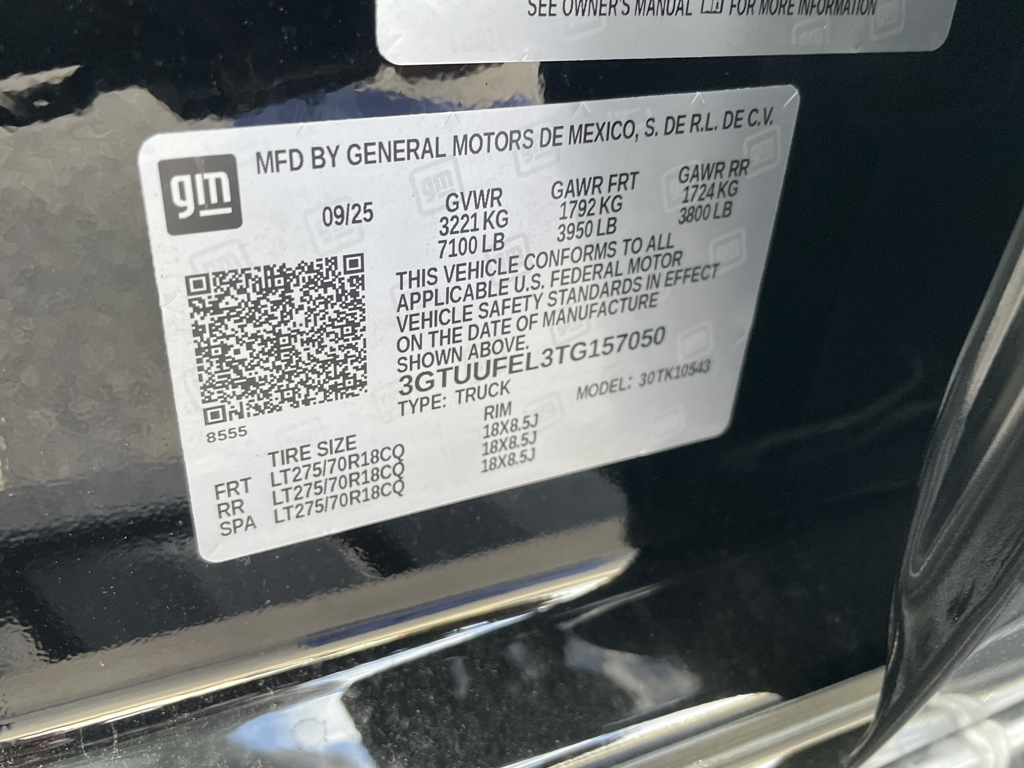 SEE OWNER'S MANUAL FOR MORE INFORMATION
gm
MFD BY GENERAL MOTORS DE MEXICO, S. DE R.L. DE C.V.
09/25
GVWR
3221 KG
7100 LB
GAWR FRT
1792 KG
3950 LB
GAWR RR
1724 KG
3800 LB
THIS VEHICLE CONFORMS TO ALL
APPLICABLE U.S. FEDERAL MOTOR
VEHICLE SAFETY STANDARDS IN EFFECT
ON THE DATE OF MANUFACTURE
SHOWN ABOVE.
3GTUUFEL3TG157050
TYPE: TRUCK
MODEL: 30TK10543
8555
TIRE SIZE
RIM
FRT LT275/70R18CQ 18X8.5J
RR LT275/70R18CQ 18X8.5J
SPA LT275/70R18CQ 18X8.5J